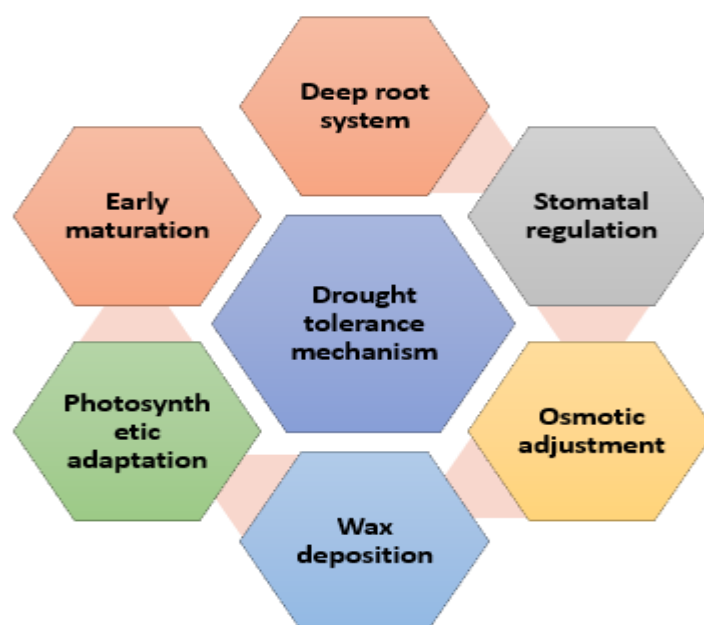 Deep root
system
Early
maturation
Stomatal
regulation
Drought
tolerance
mechanism
Photosynth
etic
adaptation
Osmotic
adjustment
Wax
deposition